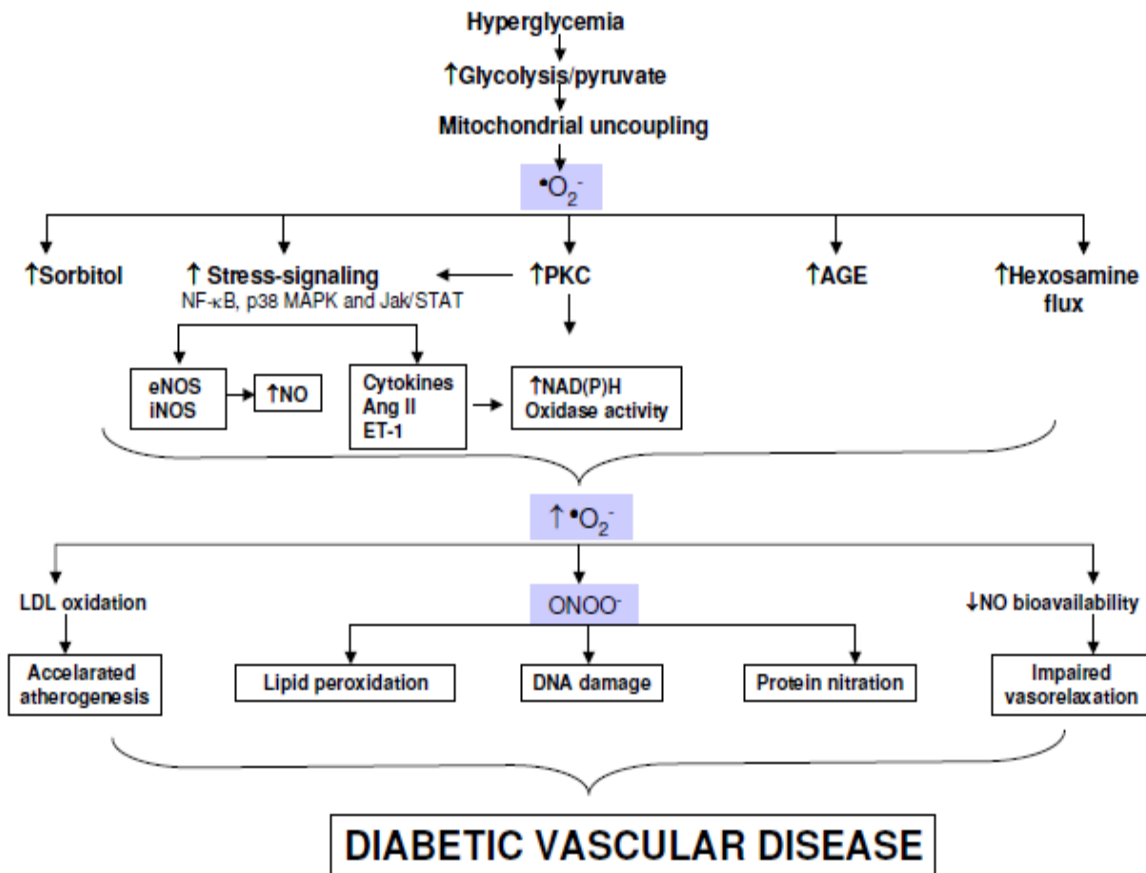 Hyperglycemia
↑Glycolysis/pyruvate
Mitochondrial uncoupling
•O₂⁻
↑Sorbitol
↑ Stress-signaling
NF-κB, p38 MAPK and Jak/STAT
↑PKC
↑AGE
↑Hexosamine
flux
eNOS
iNOS
↑NO
Cytokines
Ang II
ET-1
↑NAD(P)H
Oxidase activity
↑ •O₂⁻
LDL oxidation
ONOO⁻
↓NO bioavailability
Accelarated
atherogenesis
Lipid peroxidation
DNA damage
Protein nitration
Impaired
vasorelaxation
DIABETIC VASCULAR DISEASE